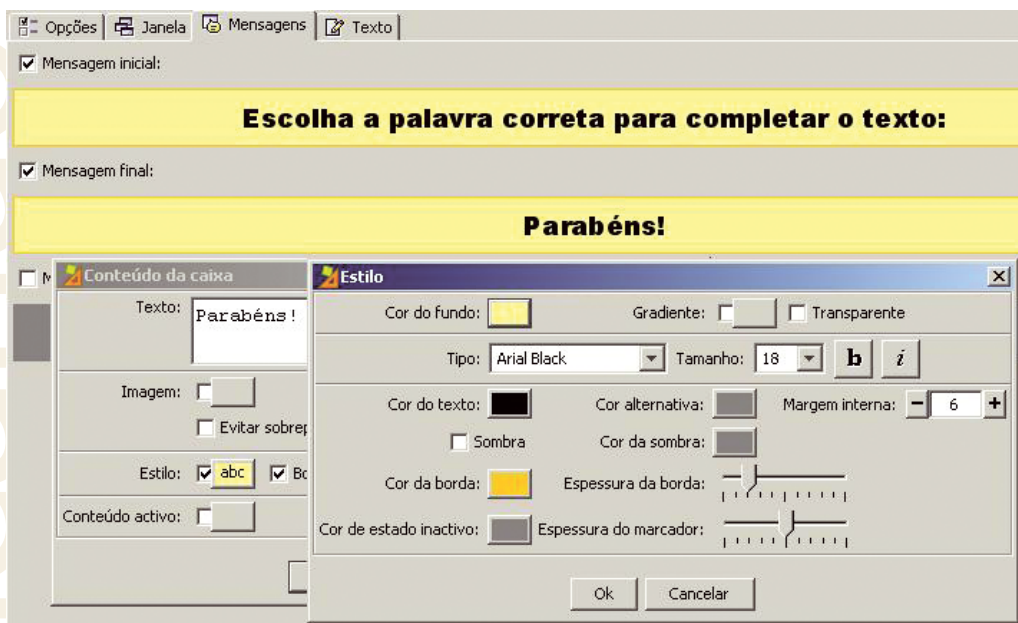 Opções Janela Mensagens Texto
Mensagem inicial:
Escolha a palavra correta para completar o texto:
Mensagem final:
Parabéns!
Conteúdo da caixa
Texto: Parabéns!
Imagem:
Evitar
Estilo: abc
Conteúdo activo:
Estilo
Cor do fundo: Gradiente: Transparente
Tipo: Arial Black Tamanho: 18 b i
Cor do texto: Cor alternativa: Margem interna: − 6 +
Sombra Cor da sombra:
Cor da borda: Espessura da borda:
Cor de estado inactivo: Espessura do marcador:
Ok Cancelar